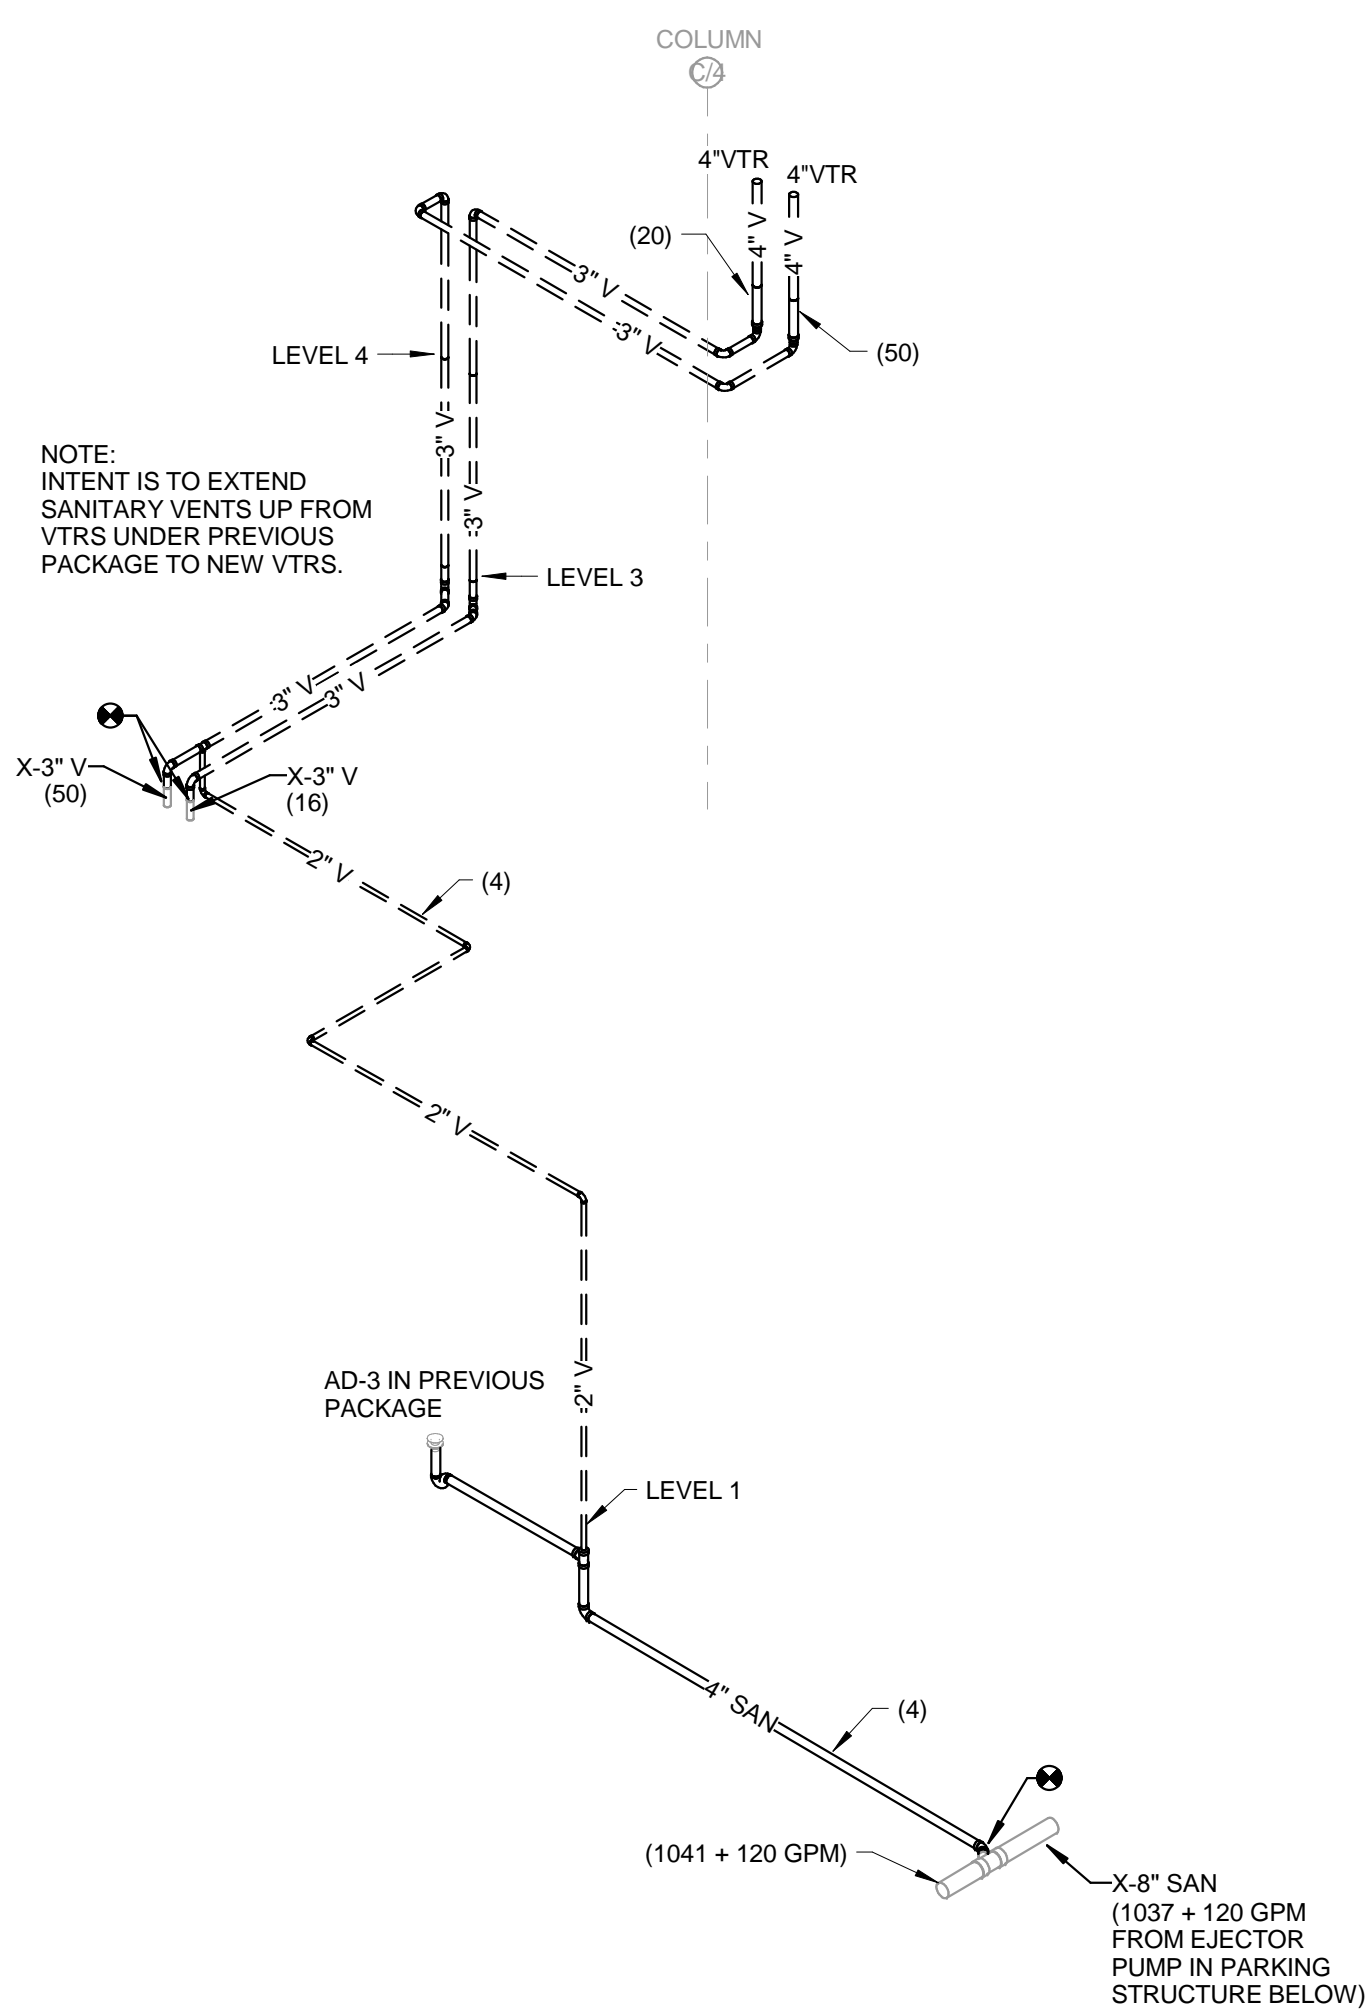 COLUMN
C/4
4"VTR
4"VTR
(20)
4" V
4" V
3" V
3" V
(50)
LEVEL 4
3" V
3" V
NOTE:
INTENT IS TO EXTEND
SANITARY VENTS UP FROM
VTRS UNDER PREVIOUS
PACKAGE TO NEW VTRS.
LEVEL 3
3" V
3" V
X-3" V
(50)
X-3" V
(16)
2" V
(4)
2" V
2" V
AD-3 IN PREVIOUS
PACKAGE
LEVEL 1
4" SAN
(4)
(1041 + 120 GPM)
X-8" SAN
(1037 + 120 GPM
FROM EJECTOR
PUMP IN PARKING
STRUCTURE BELOW)